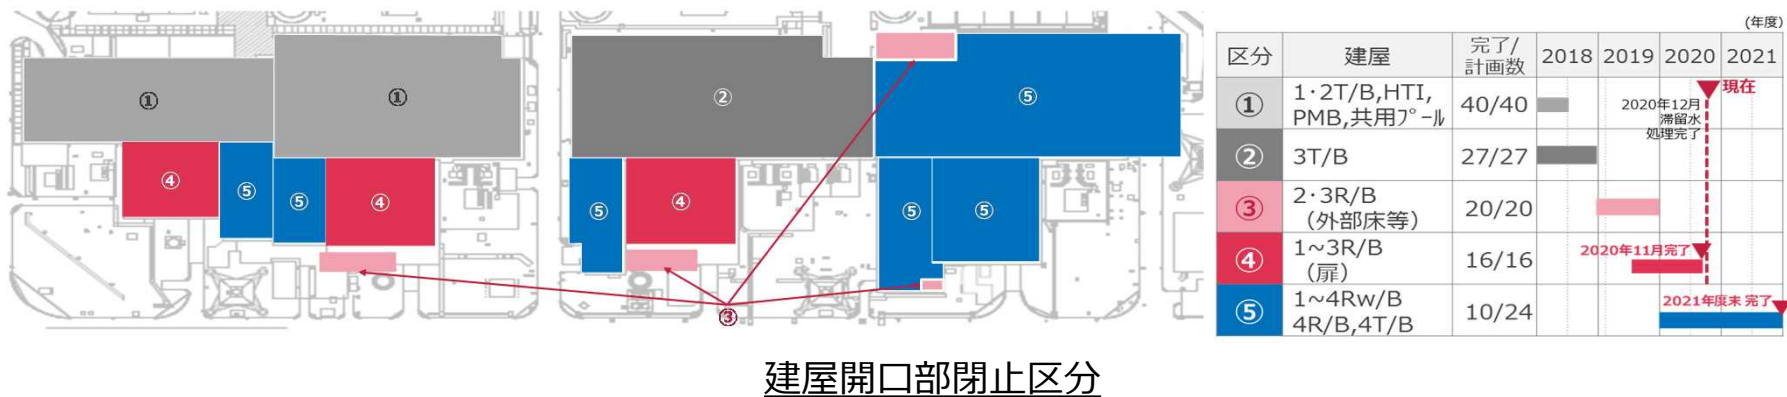 ①
①
④
⑤
⑤
④
②
⑤
⑤
④
⑤
⑤
③
(年度)
区分 建屋 完了/計画数 2018 2019 2020 2021
① 1･2T/B,HTI, PMB,共用ﾌﾟｰﾙ 40/40
② 3T/B 27/27
③ 2･3R/B (外部床等) 20/20
④ 1~3R/B (扉) 16/16
⑤ 1~4Rw/B 4R/B,4T/B 10/24
現在
2020年12月
滞留水
処理完了
2020年11月完了
2021年度末 完了
建屋開口部閉止区分